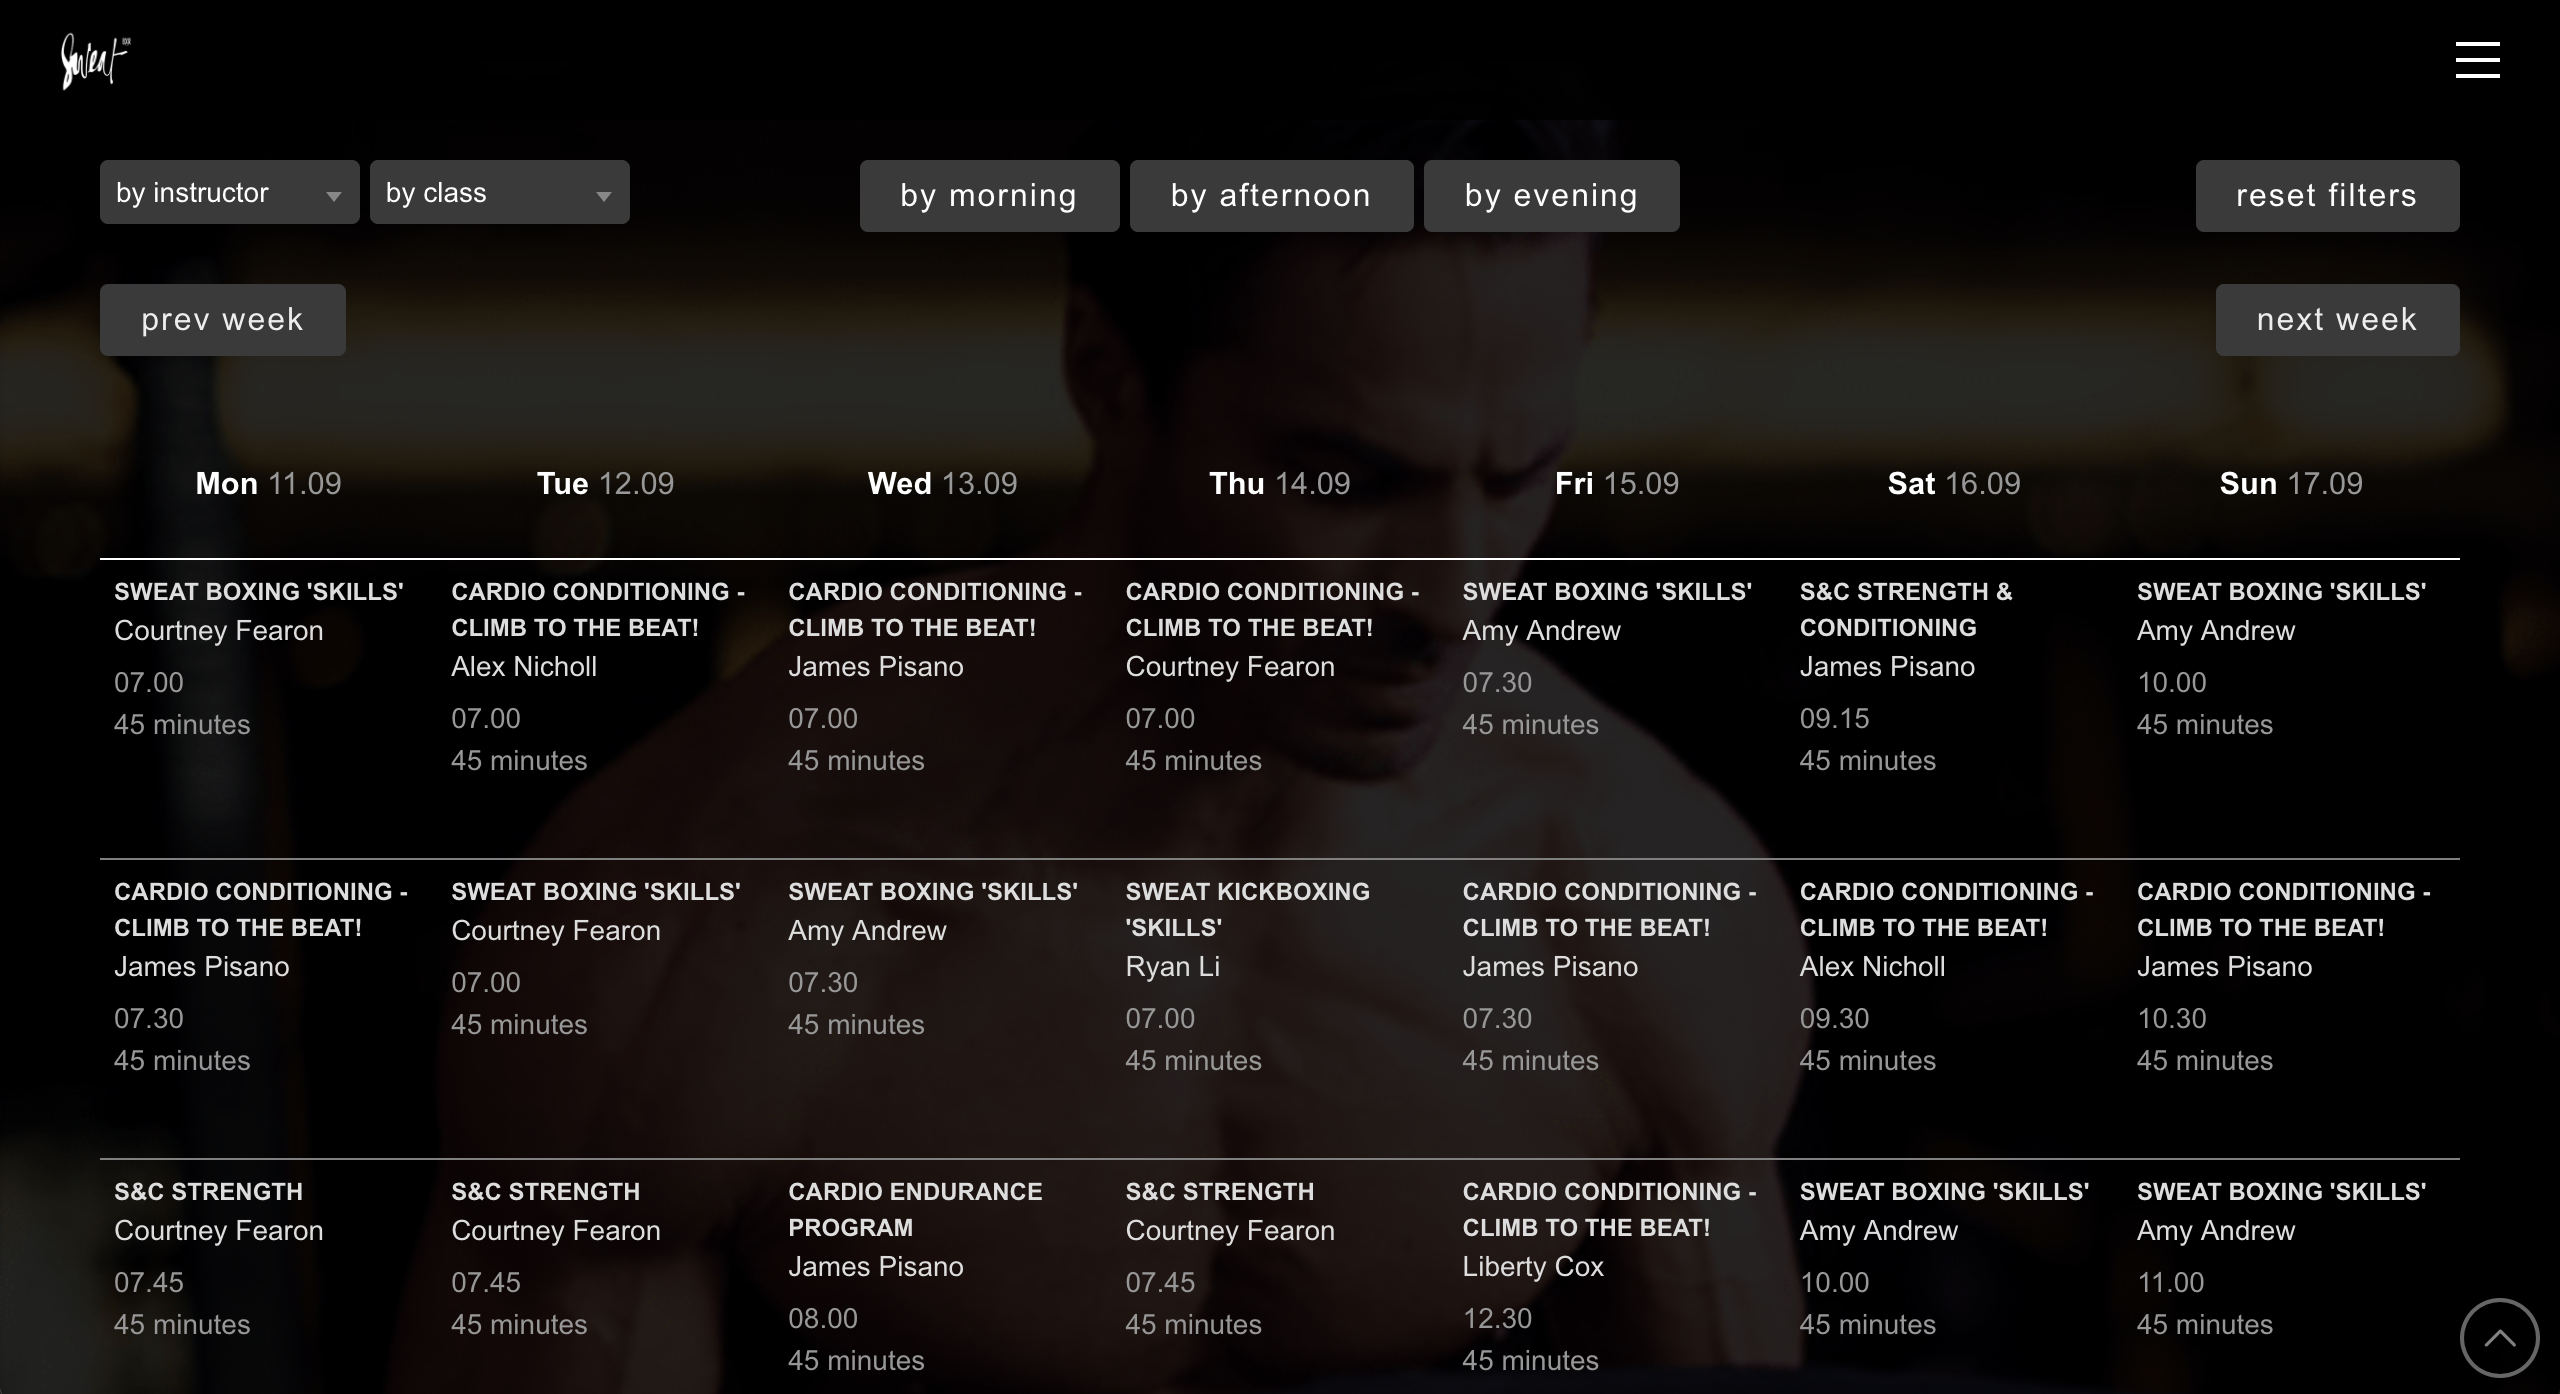 Sweat
by instructor
by class
by morning
by afternoon
by evening
reset filters
prev week
next week
Mon 11.09
Tue 12.09
Wed 13.09
Thu 14.09
Fri 15.09
Sat 16.09
Sun 17.09
SWEAT BOXING 'SKILLS'
Courtney Fearon
07.00
45 minutes
CARDIO CONDITIONING -
CLIMB TO THE BEAT!
Alex Nicholl
07.00
45 minutes
CARDIO CONDITIONING -
CLIMB TO THE BEAT!
James Pisano
07.00
45 minutes
CARDIO CONDITIONING -
CLIMB TO THE BEAT!
Courtney Fearon
07.00
45 minutes
SWEAT BOXING 'SKILLS'
Amy Andrew
07.30
45 minutes
S&C STRENGTH &
CONDITIONING
James Pisano
09.15
45 minutes
SWEAT BOXING 'SKILLS'
Amy Andrew
10.00
45 minutes
CARDIO CONDITIONING -
CLIMB TO THE BEAT!
James Pisano
07.30
45 minutes
SWEAT BOXING 'SKILLS'
Courtney Fearon
07.00
45 minutes
SWEAT BOXING 'SKILLS'
Amy Andrew
07.30
45 minutes
SWEAT KICKBOXING
'SKILLS'
Ryan Li
07.00
45 minutes
CARDIO CONDITIONING -
CLIMB TO THE BEAT!
James Pisano
07.30
45 minutes
CARDIO CONDITIONING -
CLIMB TO THE BEAT!
Alex Nicholl
09.30
45 minutes
CARDIO CONDITIONING -
CLIMB TO THE BEAT!
James Pisano
10.30
45 minutes
S&C STRENGTH
Courtney Fearon
07.45
45 minutes
S&C STRENGTH
Courtney Fearon
07.45
45 minutes
CARDIO ENDURANCE
PROGRAM
James Pisano
08.00
45 minutes
S&C STRENGTH
Courtney Fearon
07.45
45 minutes
CARDIO CONDITIONING -
CLIMB TO THE BEAT!
Liberty Cox
12.30
45 minutes
SWEAT BOXING 'SKILLS'
Amy Andrew
10.00
45 minutes
SWEAT BOXING 'SKILLS'
Amy Andrew
11.00
45 minutes